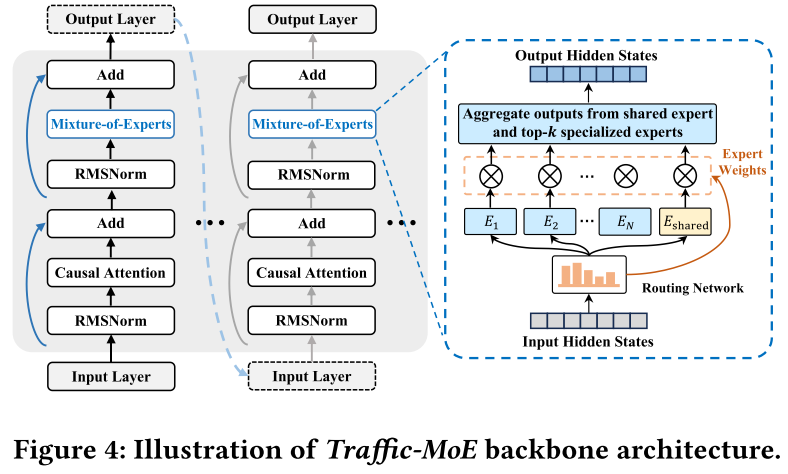 Output Layer
Add
Mixture-of-Experts
RMSNorm
Add
Causal Attention
RMSNorm
Input Layer
Output Layer
Add
Mixture-of-Experts
RMSNorm
Add
Causal Attention
RMSNorm
Input Layer
Output Hidden States
Aggregate outputs from shared expert
and top-k specialized experts
Expert
Weights
E1
E2
EN
Eshared
Routing Network
Input Hidden States
Figure 4: Illustration of Traffic-MoE backbone architecture.